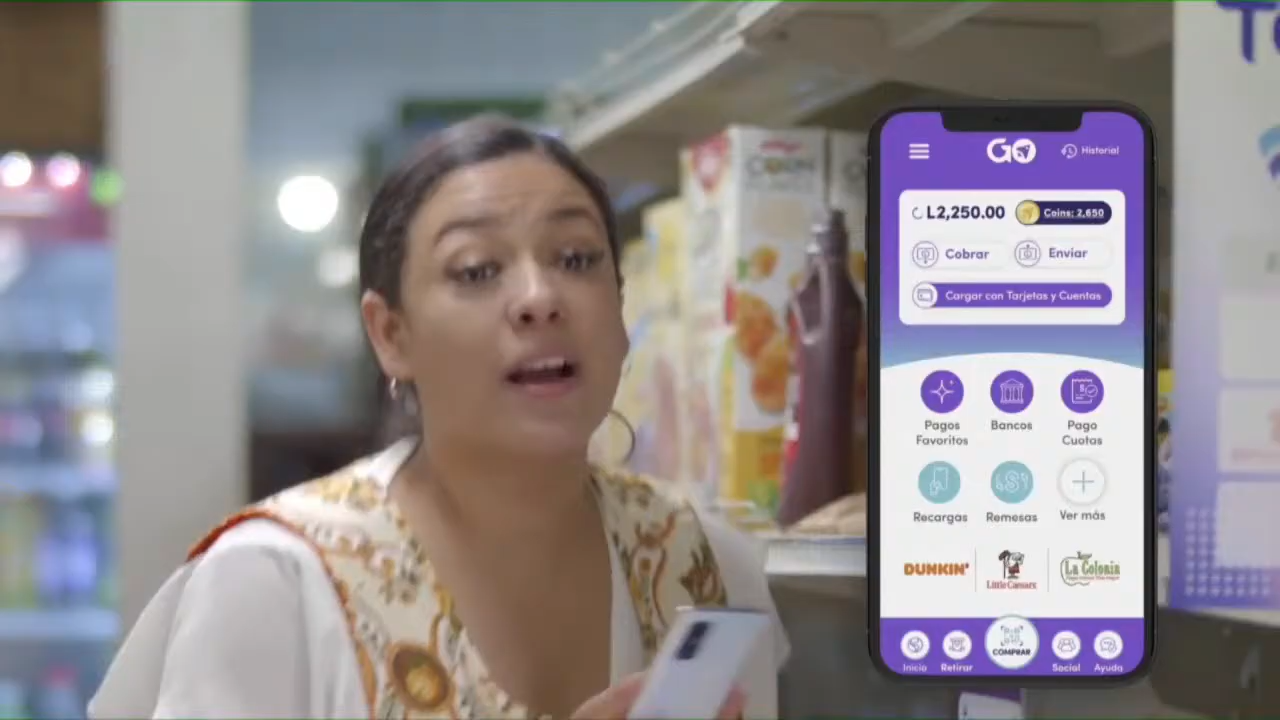 GO
Historial
L2,250.00
Coins: 2,650
Cobrar
Enviar
Cargar con Tarjetas y Cuentas
Pagos Favoritos
Bancos
Pago Cuotas
Recargas
Remesas
Ver más
DUNKIN'
Little Caesars
La Colonia
Inicio
Retirar
COMPRAR
Social
Ayuda